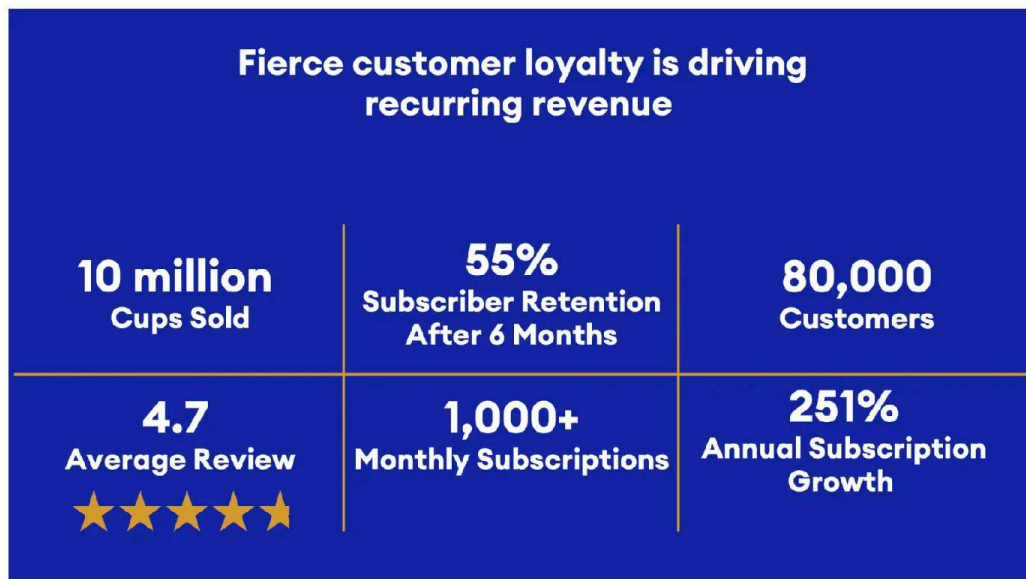 Fierce customer loyalty is driving
recurring revenue
10 million
Cups Sold
55%
Subscriber Retention
After 6 Months
80,000
Customers
4.7
Average Review
1,000+
Monthly Subscriptions
251%
Annual Subscription
Growth